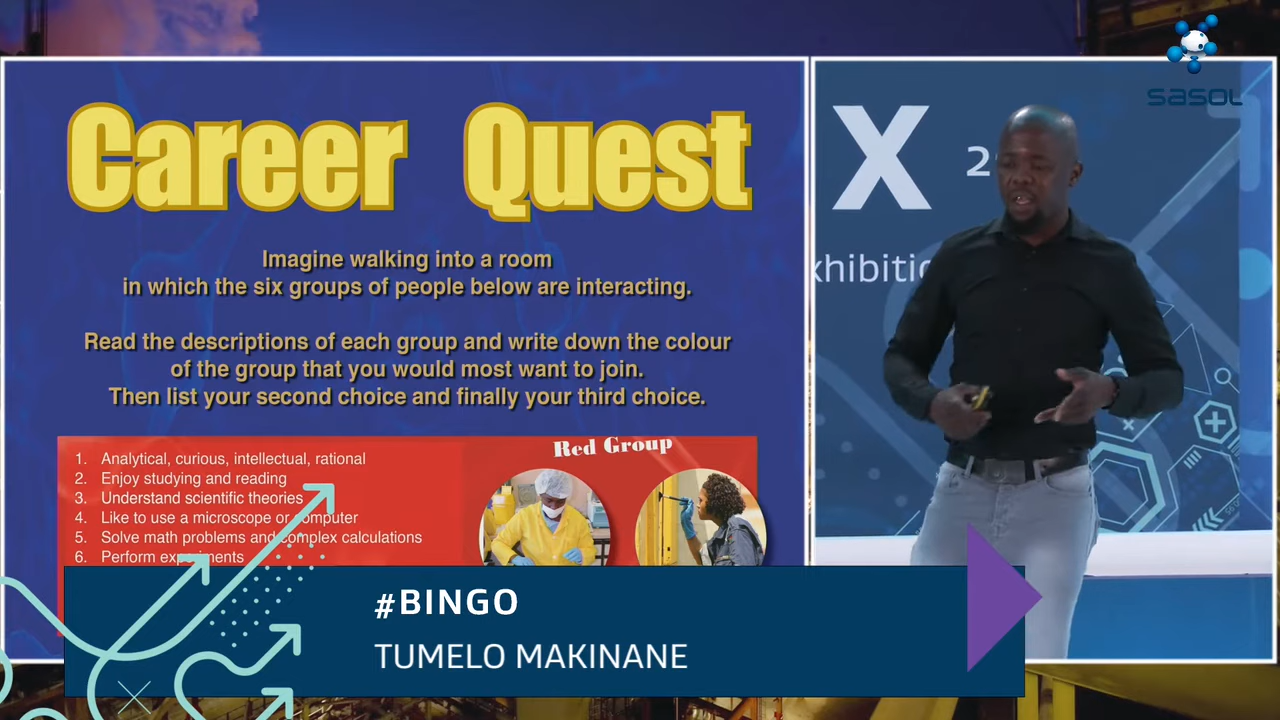 Career Quest
Imagine walking into a room
in which the six groups of people below are interacting.
Read the descriptions of each group and write down the colour
of the group that you would most want to join.
Then list your second choice and finally your third choice.
Red Group
1. Analytical, curious, intellectual, rational
2. Enjoy studying and reading
3. Understand scientific theories
4. Like to use a microscope or computer
5. Solve math problems and complex calculations
6. Perform experiments
X
2
xhibitio
sasol
#BINGO
TUMELO MAKINANE